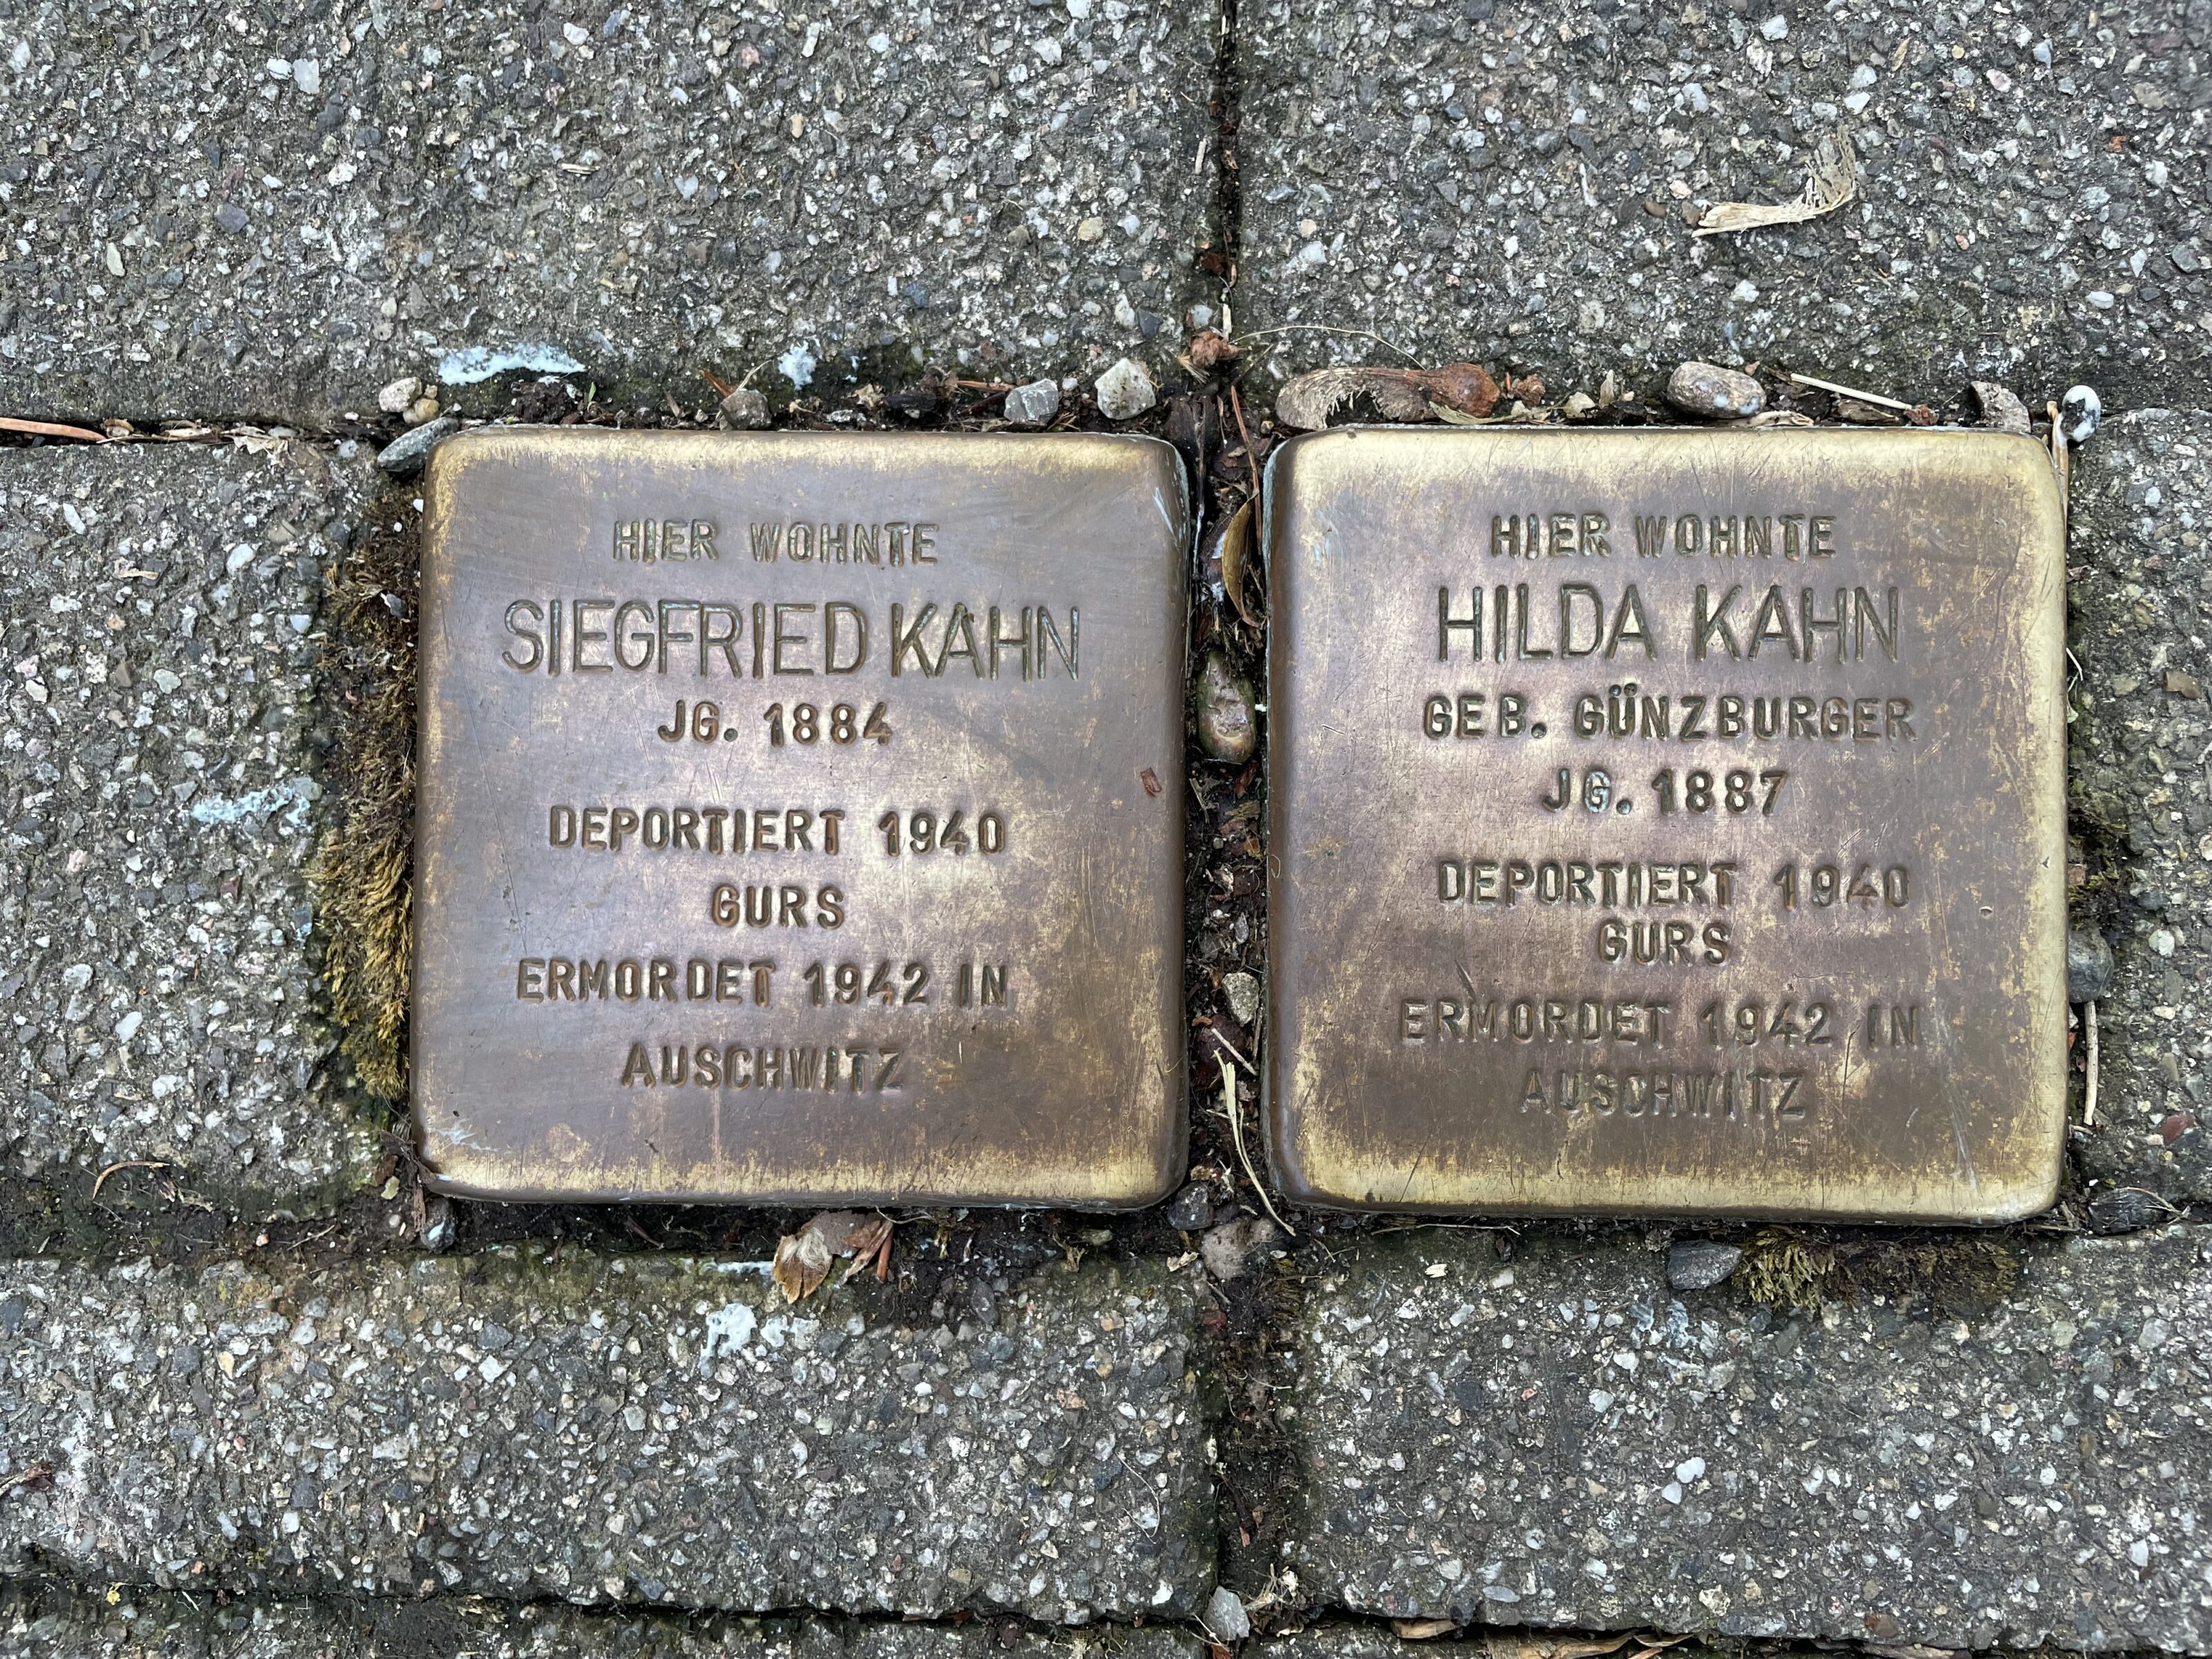 HIER WOHNTE
SIEGFRIED KAHN
JG. 1884
DEPORTIERT 1940
GURS
ERMORDET 1942 IN
AUSCHWITZ
HIER WOHNTE
HILDA KAHN
GEB. GÜNZBURGER
JG. 1887
DEPORTIERT 1940
GURS
ERMORDET 1942 IN
AUSCHWITZ